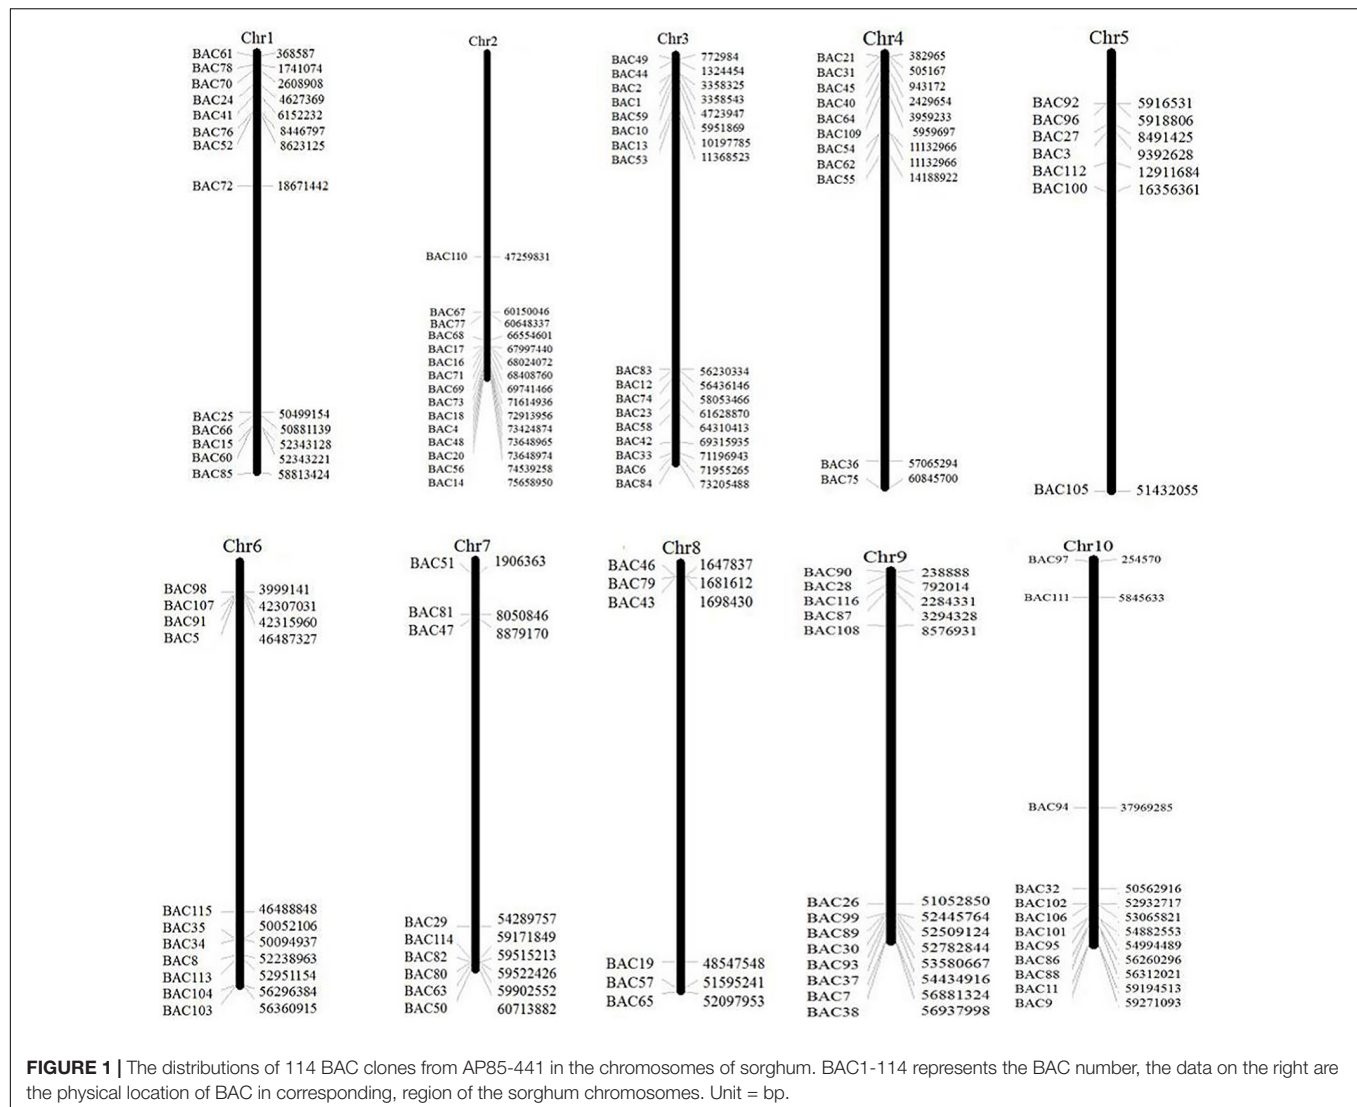 Chr1
BAC61 368587
BAC78 1741074
BAC70 2608908
BAC24 4627369
BAC41 6152232
BAC76 8446797
BAC52 8623125
BAC72 18671442
BAC25 50499154
BAC66 50881139
BAC15 52343128
BAC60 52343221
BAC85 58813424
Chr2
BAC110 47259831
BAC67 60150046
BAC77 60648337
BAC68 66554601
BAC17 67997440
BAC16 68024072
BAC71 68408760
BAC69 69741466
BAC73 71614936
BAC18 72913956
BAC4 73424874
BAC48 73648965
BAC20 73648974
BAC56 74539258
BAC14 75658950
Chr3
BAC49 772984
BAC44 1324454
BAC2 3358325
BAC1 3358543
BAC59 4723947
BAC10 5951869
BAC13 10197785
BAC53 11368523
BAC83 56230334
BAC12 56436146
BAC74 58053466
BAC23 61628870
BAC58 64310413
BAC42 69315935
BAC33 71196943
BAC6 71955265
BAC84 73205488
Chr4
BAC21 382965
BAC31 505167
BAC45 943172
BAC40 2429654
BAC64 3959233
BAC109 5959697
BAC54 11132966
BAC62 11132966
BAC55 14188922
BAC36 57065294
BAC75 60845700
Chr5
BAC92 5916531
BAC96 5918806
BAC27 8491425
BAC3 9392628
BAC112 12911684
BAC100 16356361
BAC105 51432055
Chr6
BAC98 3999141
BAC107 42307031
BAC91 42315960
BAC5 46487327
BAC115 46488848
BAC35 50052106
BAC34 50094937
BAC8 52238963
BAC113 52951154
BAC104 56296384
BAC103 56360915
Chr7
BAC51 1906363
BAC81 8050846
BAC47 8879170
BAC29 54289757
BAC114 59171849
BAC82 59515213
BAC80 59522426
BAC63 59902552
BAC50 60713882
Chr8
BAC46 1647837
BAC79 1681612
BAC43 1698430
BAC19 48547548
BAC57 51595241
BAC65 52097953
Chr9
BAC90 238888
BAC28 792014
BAC116 2284331
BAC87 3294328
BAC108 8576931
BAC26 51052850
BAC99 52445764
BAC89 52509124
BAC30 52782844
BAC93 53580667
BAC37 54434916
BAC7 56881324
BAC38 56937998
Chr10
BAC97 254570
BAC111 5845633
BAC94 37969285
BAC32 50562916
BAC102 52932717
BAC106 53065821
BAC101 54882553
BAC95 54994489
BAC86 56260296
BAC88 56312021
BAC11 59194513
BAC9 59271093
FIGURE 1 | The distributions of 114 BAC clones from AP85-441 in the chromosomes of sorghum. BAC1-114 represents the BAC number, the data on the right are
the physical location of BAC in corresponding, region of the sorghum chromosomes. Unit = bp.